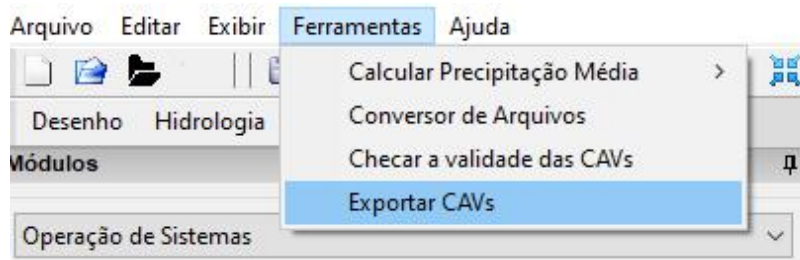 Arquivo Editar Exibir Ferramentas Ajuda
Calcular Precipitação Média >
Desenho Hidrologia
Conversor de Arquivos
Módulos
Checar a validade das CAVs
Exportar CAVs
Operação de Sistemas